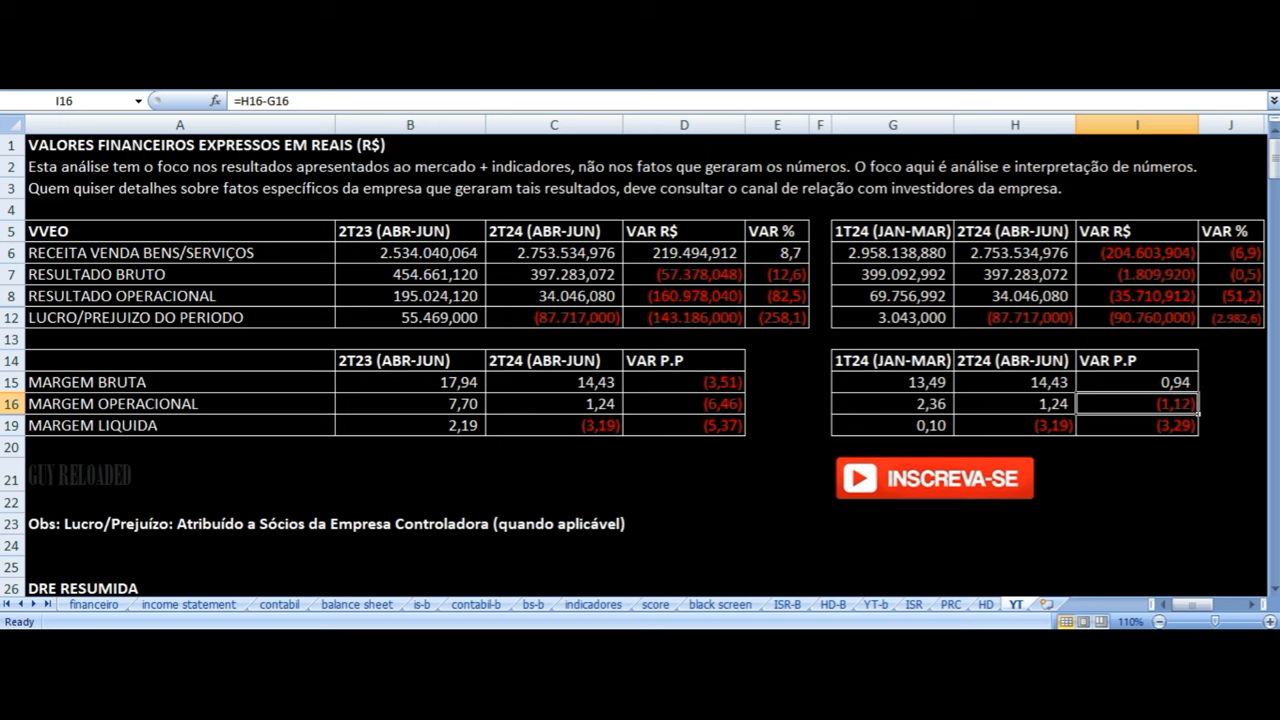 I16 fx =H16-G16
A B C D E F G H I J
1 VALORES FINANCEIROS EXPRESSOS EM REAIS (R$)
2 Esta análise tem o foco nos resultados apresentados ao mercado + indicadores, não nos fatos que geraram os números. O foco aqui é análise e interpretação de números.
3 Quem quiser detalhes sobre fatos específicos da empresa que geraram tais resultados, deve consultar o canal de relação com investidores da empresa.
4
5 VVEO 2T23 (ABR-JUN) 2T24 (ABR-JUN) VAR R$ VAR % 1T24 (JAN-MAR) 2T24 (ABR-JUN) VAR R$ VAR %
6 RECEITA VENDA BENS/SERVIÇOS 2.534.040,064 2.753.534,976 219.494,912 8,7 2.958.138,880 2.753.534,976 (204.603,904) (6,9)
7 RESULTADO BRUTO 454.661,120 397.283,072 (57.378,048) (12,6) 399.092,992 397.283,072 (1.809,920) (0,5)
8 RESULTADO OPERACIONAL 195.024,120 34.046,080 (160.978,040) (82,5) 69.756,992 34.046,080 (35.710,912) (51,2)
12 LUCRO/PREJUIZO DO PERIODO 55.469,000 (87.717,000) (143.186,000) (258,1) 3.043,000 (87.717,000) (90.760,000) (2.982,6)
13
14 2T23 (ABR-JUN) 2T24 (ABR-JUN) VAR P.P 1T24 (JAN-MAR) 2T24 (ABR-JUN) VAR P.P
15 MARGEM BRUTA 17,94 14,43 (3,51) 13,49 14,43 0,94
16 MARGEM OPERACIONAL 7,70 1,24 (6,46) 2,36 1,24 (1,12)
19 MARGEM LIQUIDA 2,19 (3,19) (5,37) 0,10 (3,19) (3,29)
20
21 GUY RELOADED INSCREVA-SE
22
23 Obs: Lucro/Prejuízo: Atribuído a Sócios da Empresa Controladora (quando aplicável)
24
25
26 DRE RESUMIDA
financeiro income statement contabil balance sheet is-b contabil-b bs-b indicadores score black screen ISR-B HD-B YT-b ISR PRC HD YT
Ready 110%